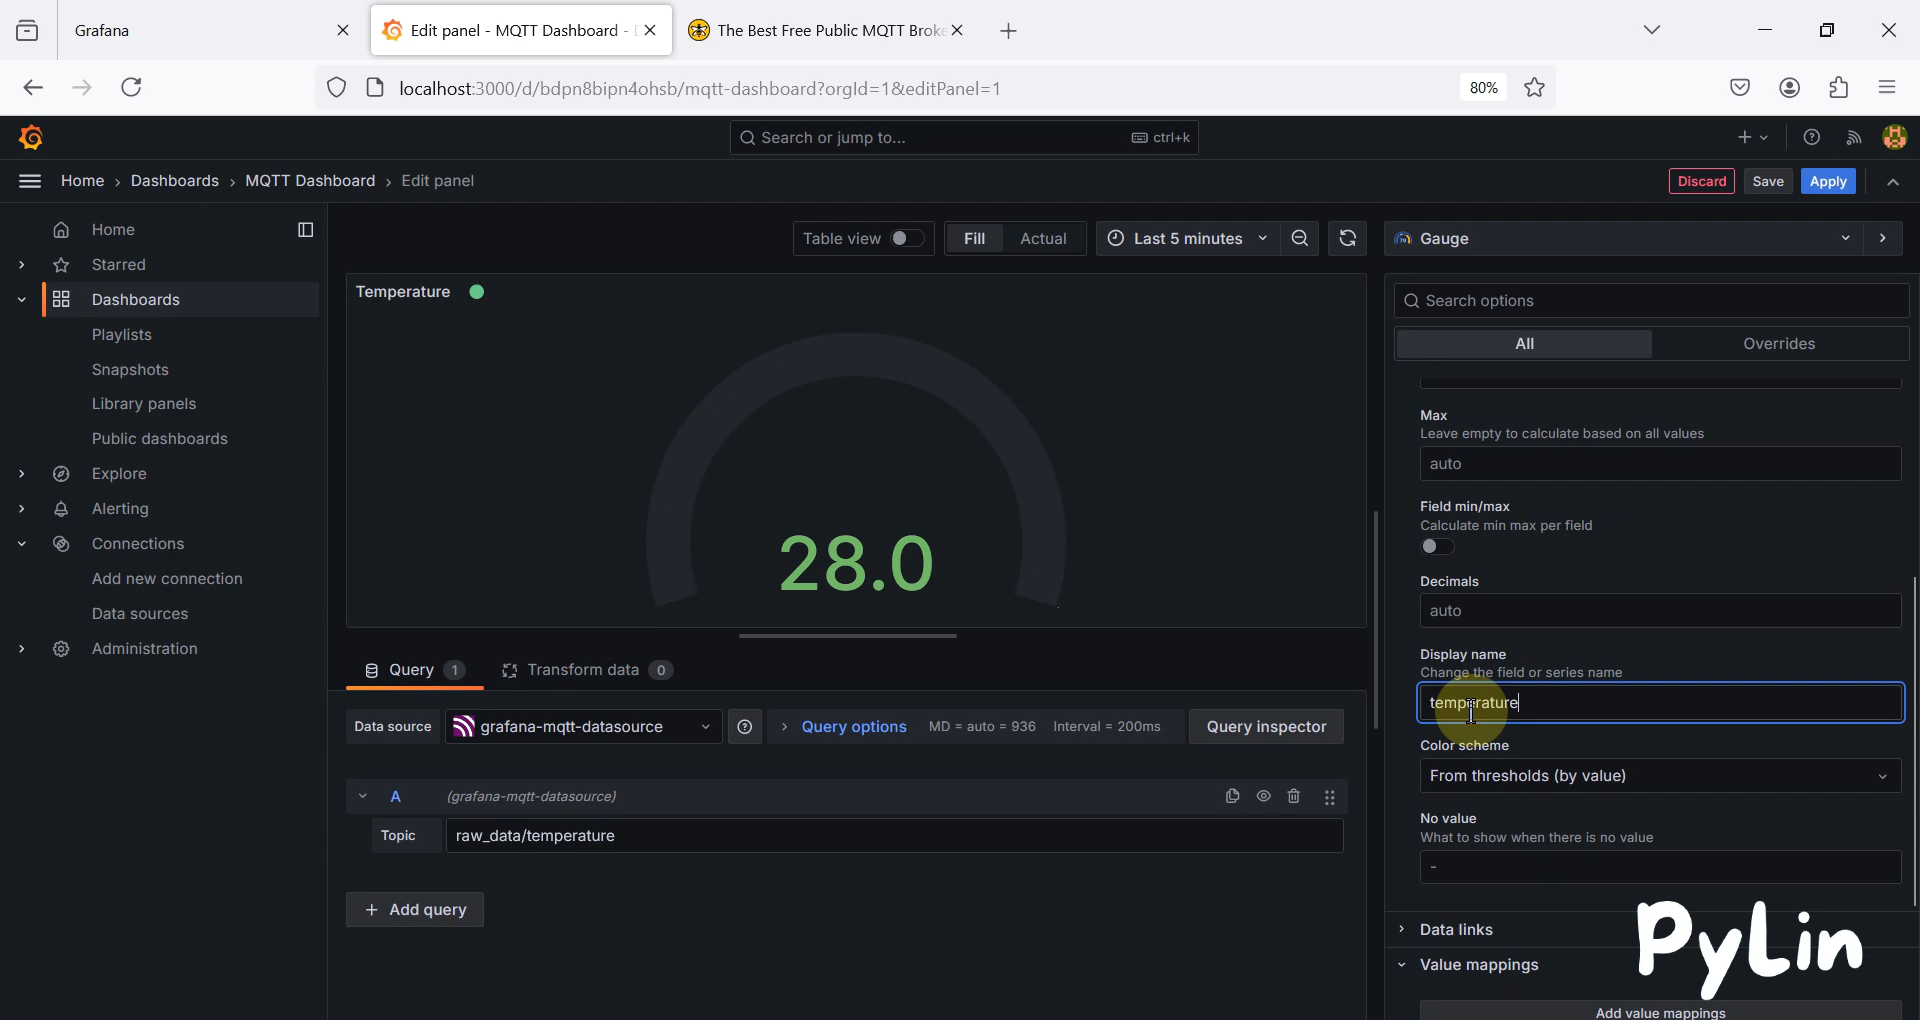 Grafana
Edit panel - MQTT Dashboard -
The Best Free Public MQTT Broke
localhost:3000/d/bdpn8bipn4ohsb/mqtt-dashboard?orgId=1&editPanel=1
80%
Search or jump to...
ctrl+k
Home › Dashboards › MQTT Dashboard › Edit panel
Discard
Save
Apply
Home
Starred
Dashboards
Playlists
Snapshots
Library panels
Public dashboards
Explore
Alerting
Connections
Add new connection
Data sources
Administration
Table view
Fill
Actual
Last 5 minutes
Temperature
28.0
Query 1
Transform data 0
Data source
grafana-mqtt-datasource
Query options
MD = auto = 936
Interval = 200ms
Query inspector
A
(grafana-mqtt-datasource)
Topic
raw_data/temperature
+ Add query
79
Gauge
Search options
All
Overrides
Max
Leave empty to calculate based on all values
auto
Field min/max
Calculate min max per field
Decimals
auto
Display name
Change the field or series name
temperature
Color scheme
From thresholds (by value)
No value
What to show when there is no value
-
Data links
Value mappings
Add value mappings
PyLin